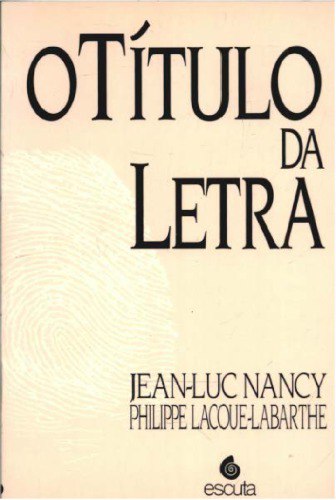 O TÍTULO
DA
LETRA
JEAN-LUC NANCY
PHILIPPE LACOUE-LABARTHE
escuta